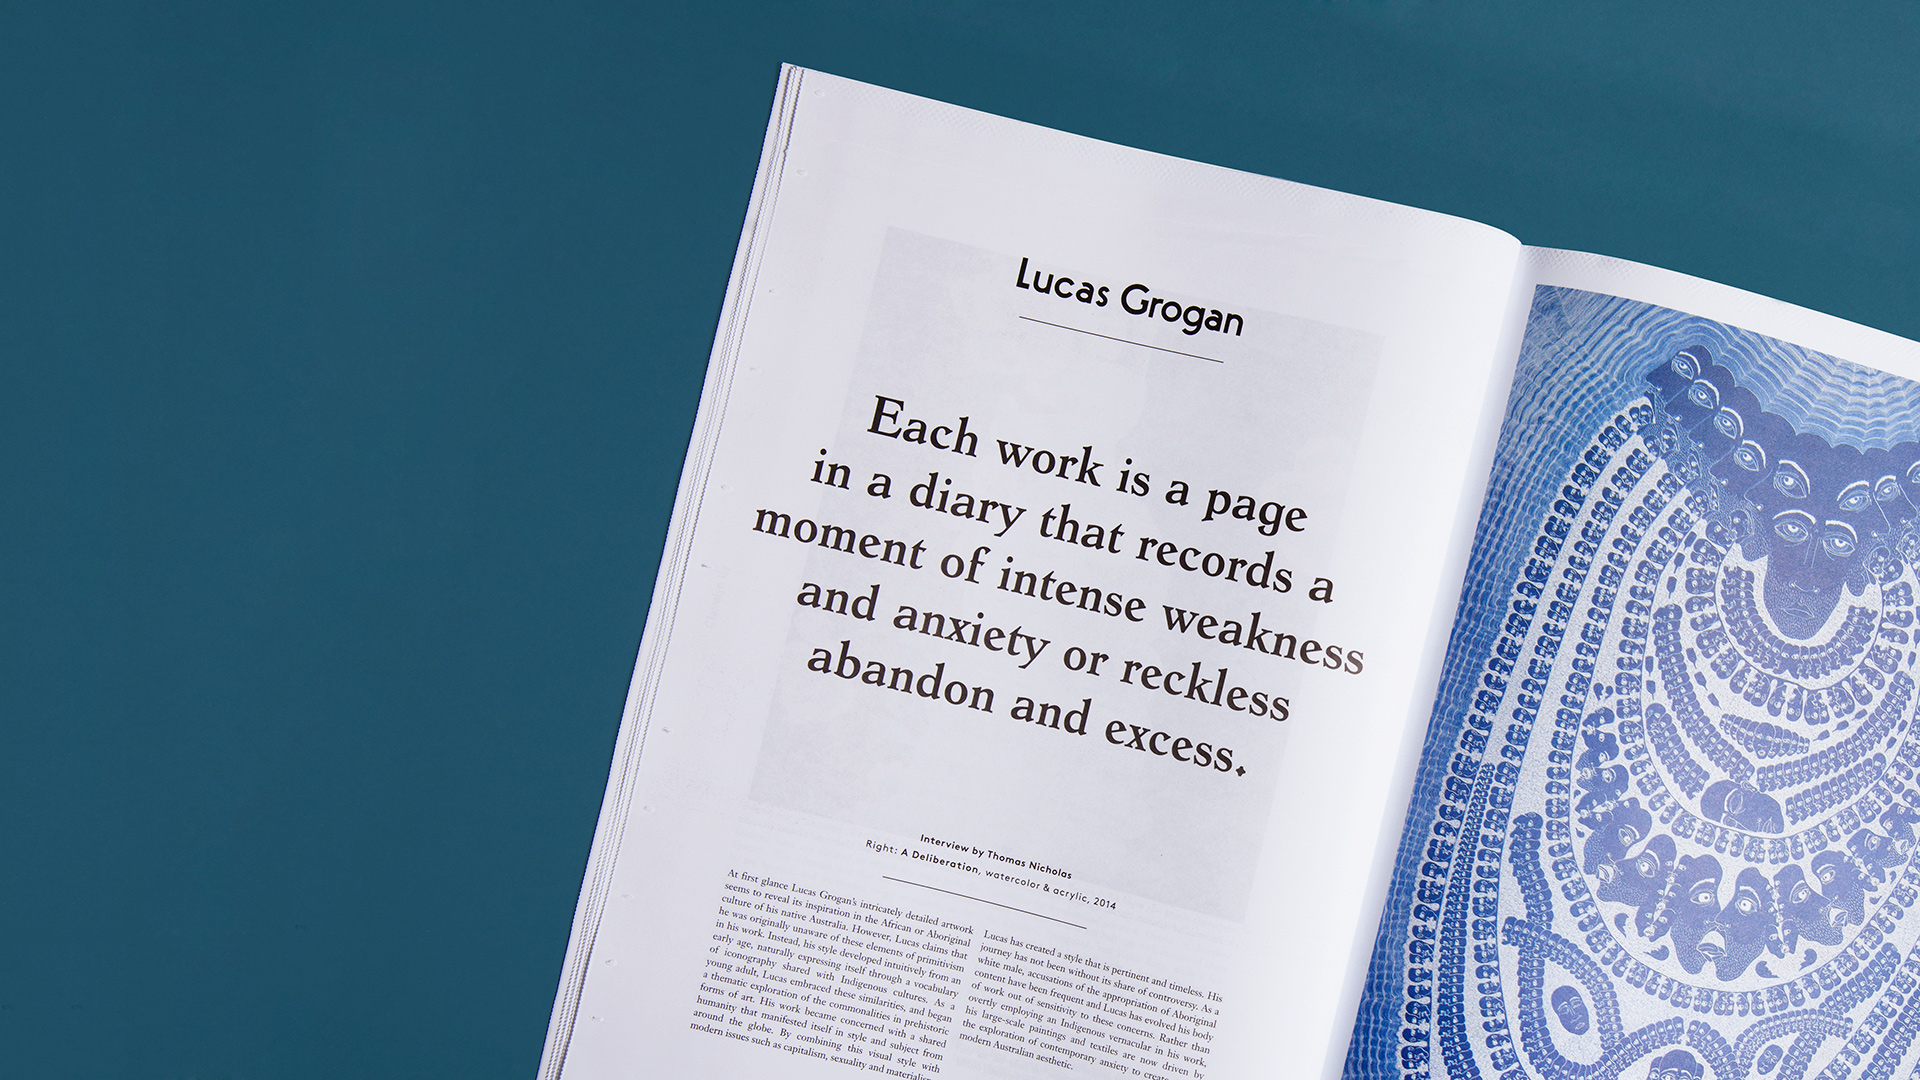 Lucas Grogan
Each work is a page
in a diary that records a
moment of intense weakness
and anxiety or reckless
abandon and excess.
Interview by Thomas Nicholas
Right: A Deliberation, watercolor & acrylic, 2014
At first glance Lucas Grogan's intricately detailed artwork
seems to reveal its inspiration in the African or Aboriginal
culture of his native Australia. However, Lucas claims that
he was originally unaware of these elements of primitivism
in his work. Instead, his style developed intuitively from an
early age, naturally expressing itself through a vocabulary
of iconography shared with Indigenous cultures. As a
young adult, Lucas embraced these similarities, and began
a thematic exploration of the commonalities in prehistoric
forms of art. His work became concerned with a shared
humanity that manifested itself in style and subject from
around the globe. By combining this visual style with
modern issues such as capitalism, sexuality and
Lucas has created a style that is pertinent and timeless. His
journey has not been without its share of controversy. As a
white male, accusations of the appropriation of Aboriginal
content have been frequent and Lucas has evolved his body
of work out of sensitivity to these concerns. Rather than
overtly employing an Indigenous vernacular in his work,
his large-scale paintings and textiles are now driven by
the exploration of contemporary anxiety to create
modern Australian aesthetic.